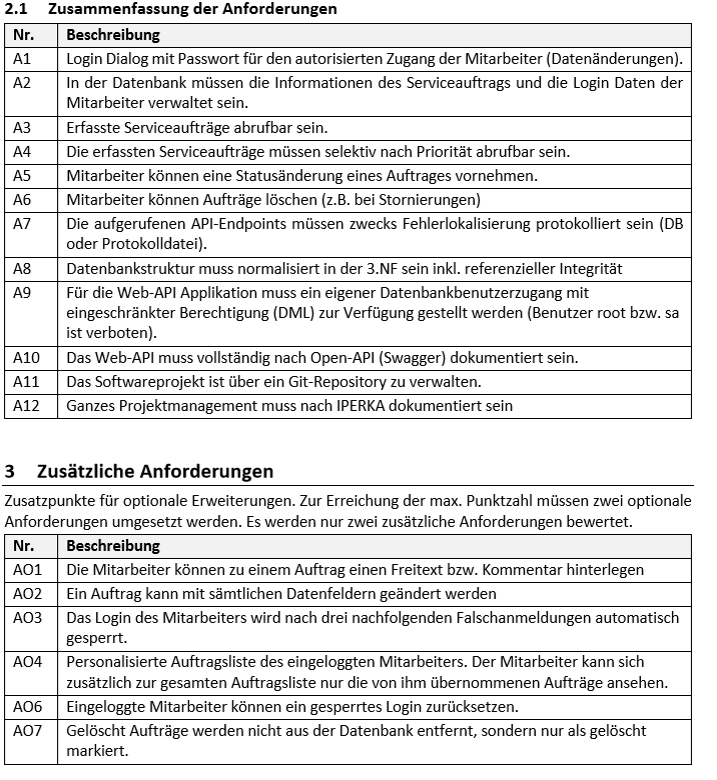 2.1 Zusammenfassung der Anforderungen
Nr. Beschreibung
A1 Login Dialog mit Passwort für den autorisierten Zugang der Mitarbeiter (Datenänderungen).
A2 In der Datenbank müssen die Informationen des Serviceauftrags und die Login Daten der
Mitarbeiter verwaltet sein.
A3 Erfasste Serviceaufträge abrufbar sein.
A4 Die erfassten Serviceaufträge müssen selektiv nach Priorität abrufbar sein.
A5 Mitarbeiter können eine Statusänderung eines Auftrages vornehmen.
A6 Mitarbeiter können Aufträge löschen (z.B. bei Stornierungen)
A7 Die aufgerufenen API-Endpoints müssen zwecks Fehlerlokalisierung protokolliert sein (DB
oder Protokolldatei).
A8 Datenbankstruktur muss normalisiert in der 3.NF sein inkl. referenzieller Integrität
A9 Für die Web-API Applikation muss ein eigener Datenbankbenutzerzugang mit
eingeschränkter Berechtigung (DML) zur Verfügung gestellt werden (Benutzer root bzw. sa
ist verboten).
A10 Das Web-API muss vollständig nach Open-API (Swagger) dokumentiert sein.
A11 Das Softwareprojekt ist über ein Git-Repository zu verwalten.
A12 Ganzes Projektmanagement muss nach IPERKA dokumentiert sein
3 Zusätzliche Anforderungen
Zusatzpunkte für optionale Erweiterungen. Zur Erreichung der max. Punktzahl müssen zwei optionale
Anforderungen umgesetzt werden. Es werden nur zwei zusätzliche Anforderungen bewertet.
Nr. Beschreibung
AO1 Die Mitarbeiter können zu einem Auftrag einen Freitext bzw. Kommentar hinterlegen
AO2 Ein Auftrag kann mit sämtlichen Datenfeldern geändert werden
AO3 Das Login des Mitarbeiters wird nach drei nachfolgenden Falschanmeldungen automatisch
gesperrt.
AO4 Personalisierte Auftragsliste des eingeloggten Mitarbeiters. Der Mitarbeiter kann sich
zusätzlich zur gesamten Auftragsliste nur die von ihm übernommenen Aufträge ansehen.
AO6 Eingeloggte Mitarbeiter können ein gesperrtes Login zurücksetzen.
AO7 Gelöscht Aufträge werden nicht aus der Datenbank entfernt, sondern nur als gelöscht
markiert.